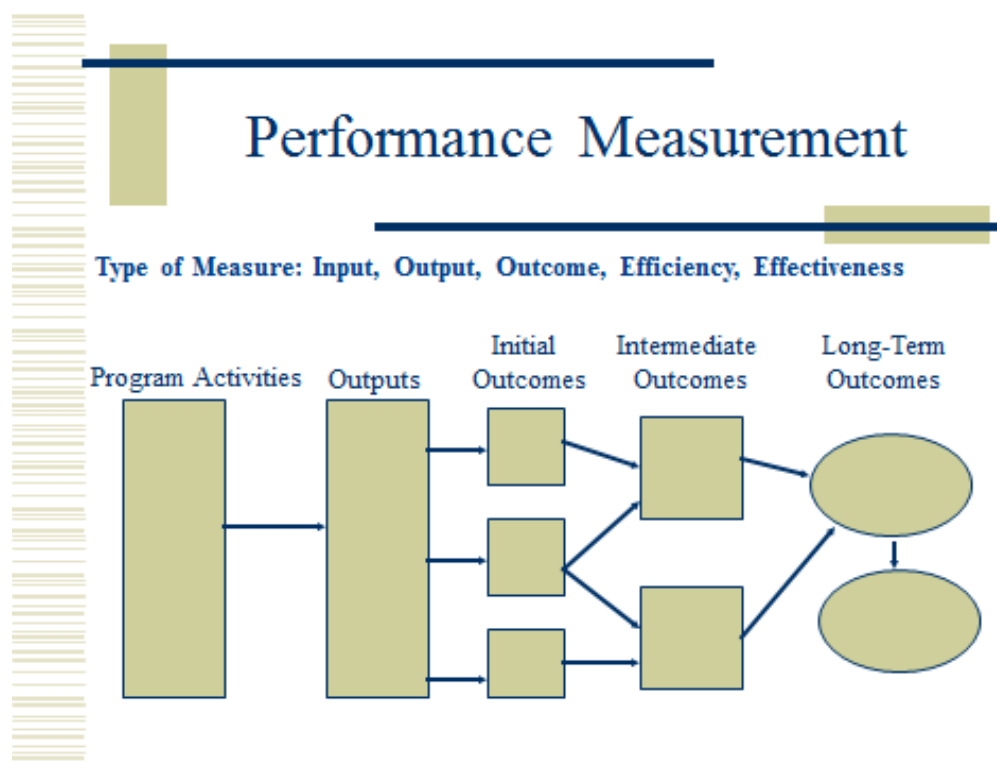 Performance Measurement
Type of Measure: Input, Output, Outcome, Efficiency, Effectiveness
Program Activities
Outputs
Initial
Outcomes
Intermediate
Outcomes
Long-Term
Outcomes